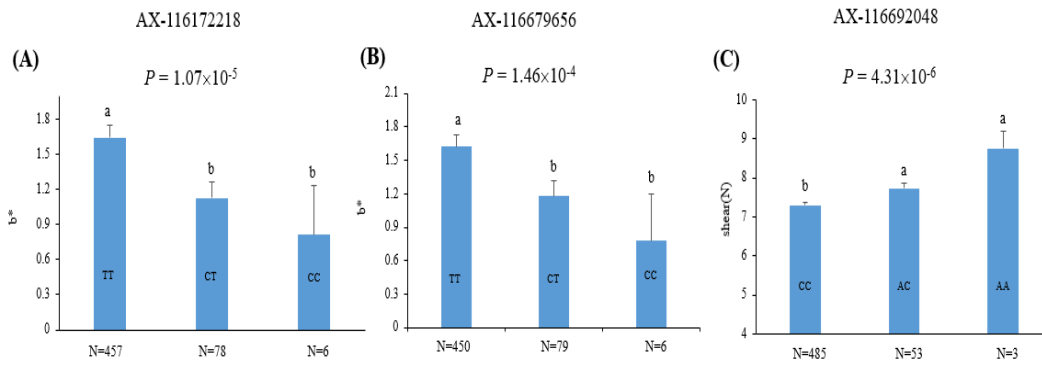 AX-116172218
(A)
P = 1.07×10-5
b*
1.8
1.5
1.2
0.9
0.6
0.3
0
a
b
b
TT
CT
CC
N=457
N=78
N=6
AX-116679656
(B)
P = 1.46×10-4
b*
2.1
1.8
1.5
1.2
0.9
0.6
0.3
0
a
b
b
TT
CT
CC
N=450
N=79
N=6
AX-116692048
(C)
P = 4.31×10-6
shear(N)
10
9
8
7
6
5
4
b
a
a
CC
AC
AA
N=485
N=53
N=3